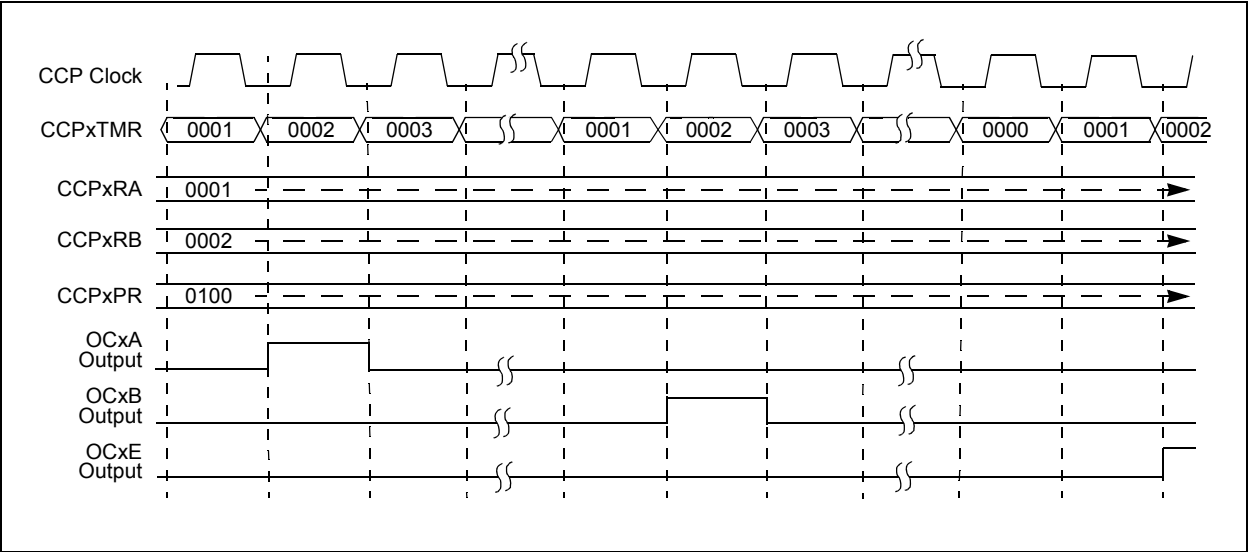 CCP Clock
CCPxTMR 0001 0002 0003 0001 0002 0003 0000 0001 0002
CCPxRA 0001
CCPxRB 0002
CCPxPR 0100
OCxA
Output
OCxB
Output
OCxE
Output